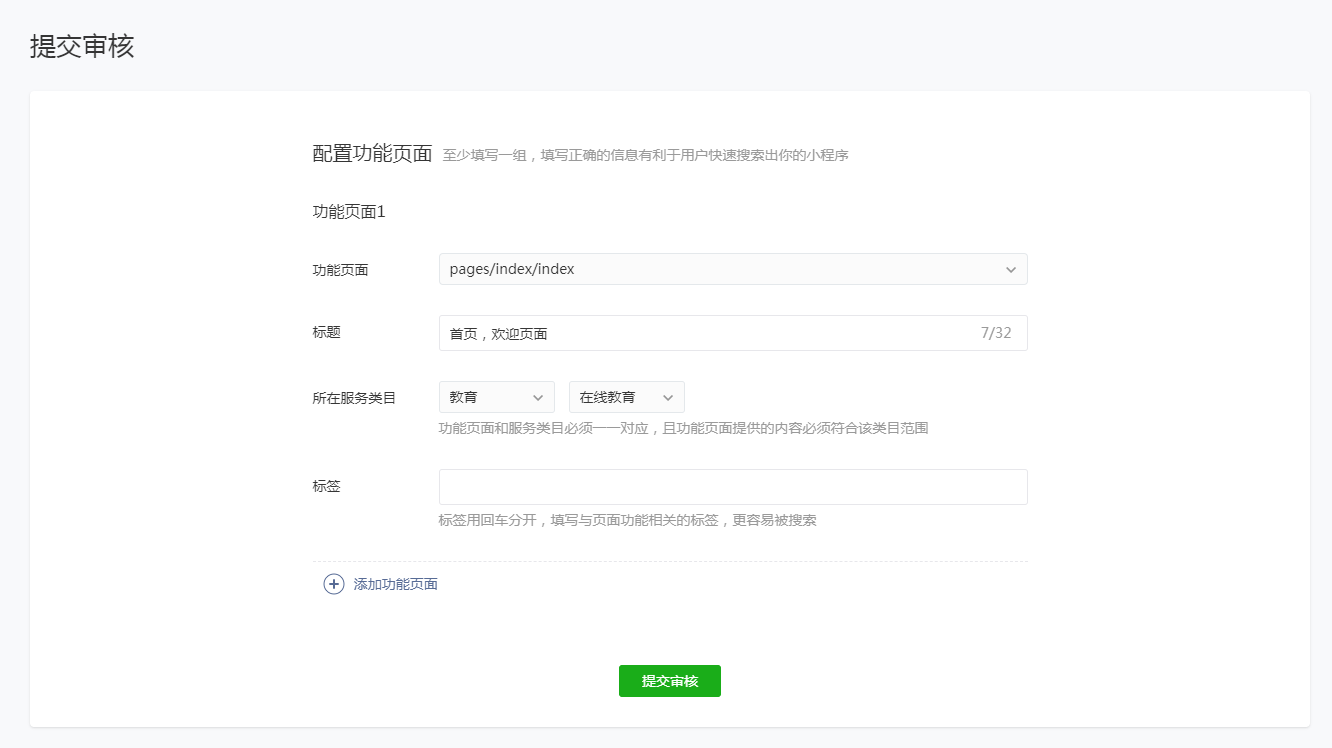 提交审核
配置功能页面 至少填写一组，填写正确的信息有利于用户快速搜索出你的小程序
功能页面1
功能页面 pages/index/index
标题 首页，欢迎页面 7/32
所在服务类目 教育 在线教育
功能页面和服务类目必须一一对应，且功能页面提供的内容必须符合该类目范围
标签
标签用回车分开，填写与页面功能相关的标签，更容易被搜索
添加功能页面
提交审核